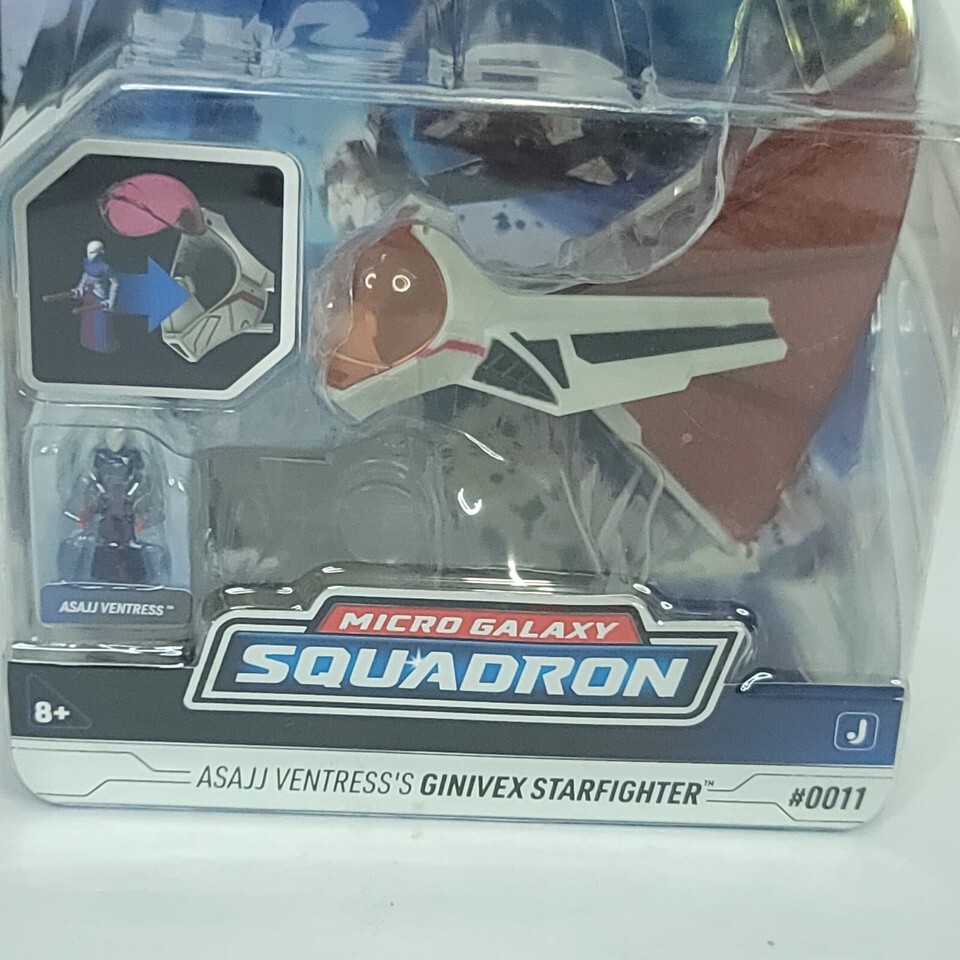 ASAJJ VENTRESS™
MICRO GALAXY
SQUADRON
8+
J
ASAJJ VENTRESS'S GINIVEX STARFIGHTER™
#0011